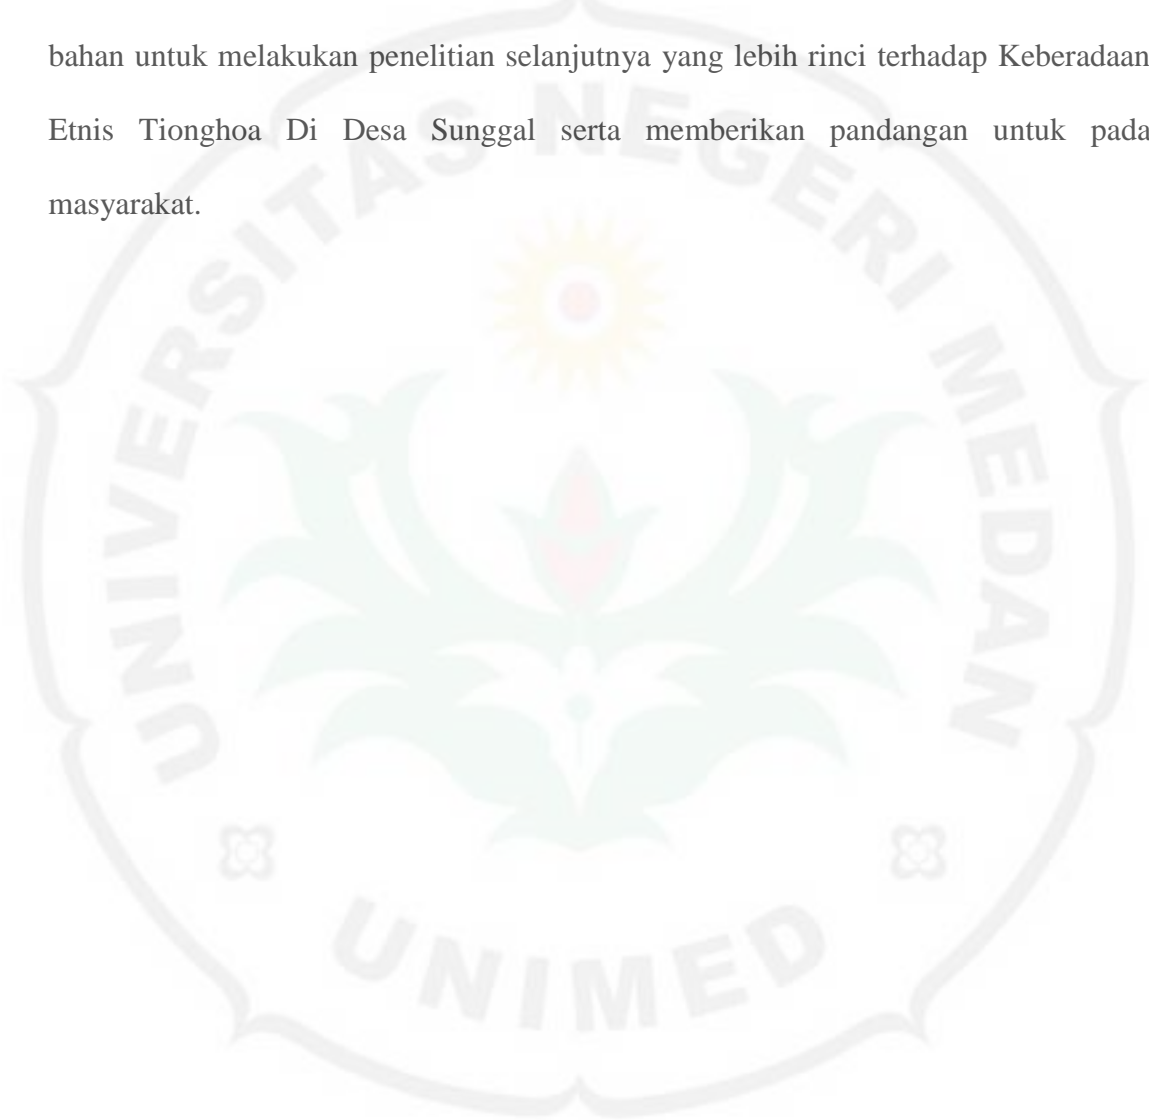 bahan untuk melakukan penelitian selanjutnya yang lebih rinci terhadap Keberadaan
Etnis Tionghoa Di Desa Sunggal serta memberikan pandangan untuk pada
masyarakat.
UNIVERSITAS NEGERI MEDAN
UNIMED